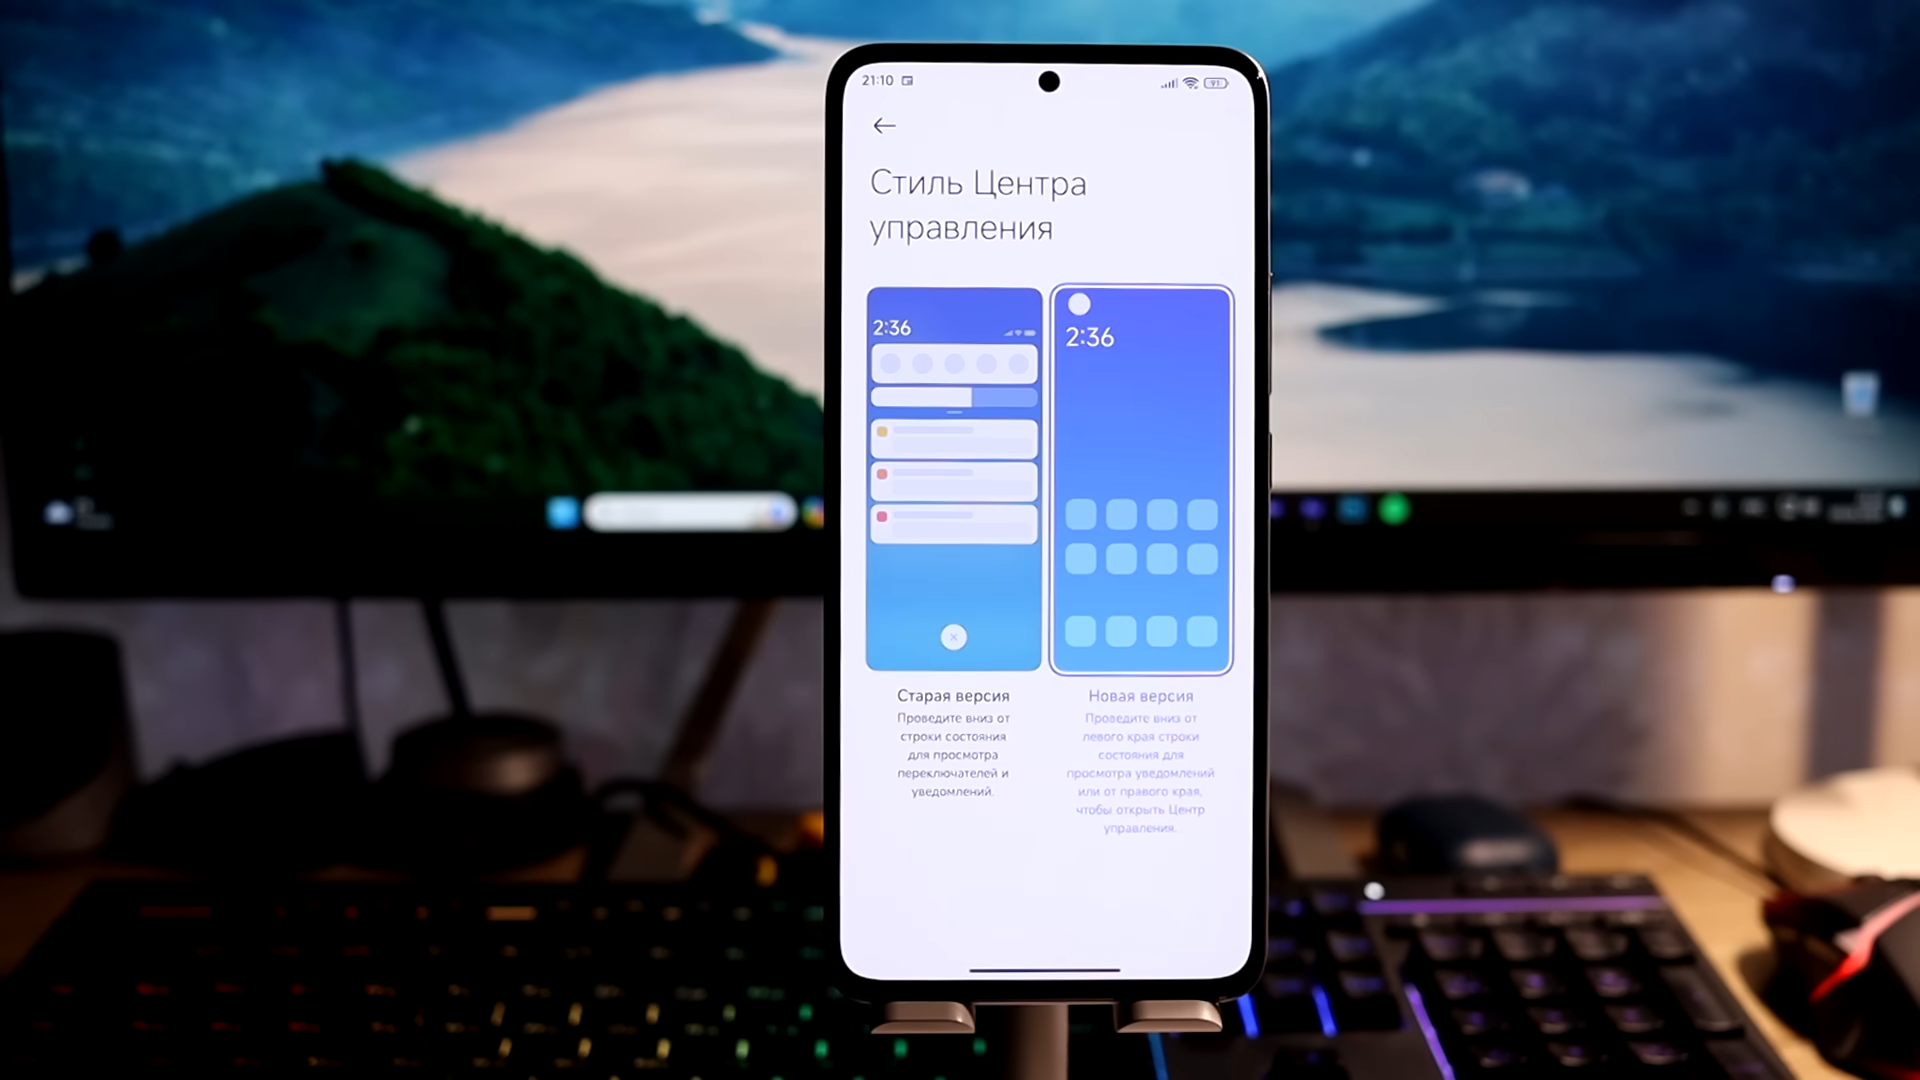 21:10
91
Стиль Центра
управления
2:36
2:36
Старая версия
Проведите вниз от
строки состояния
для просмотра
переключателей и
уведомлений.
Новая версия
Проведите вниз от
левого края строки
состояния для
просмотра уведомлений
или от правого края,
чтобы открыть Центр
управления.